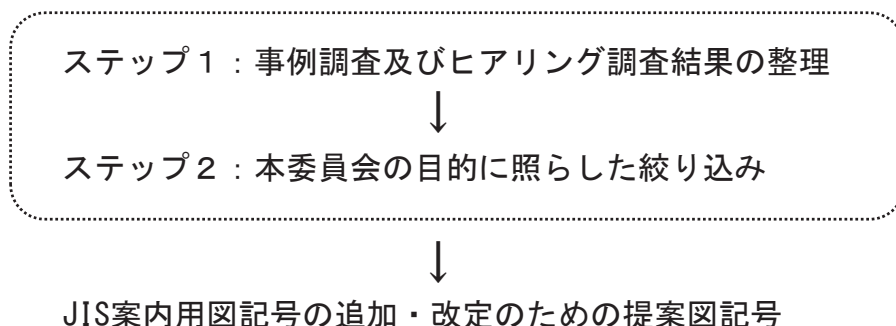 ステップ１：事例調査及びヒアリング調査結果の整理
↓
ステップ２：本委員会の目的に照らした絞り込み
↓
JIS案内用図記号の追加・改定のための提案図記号